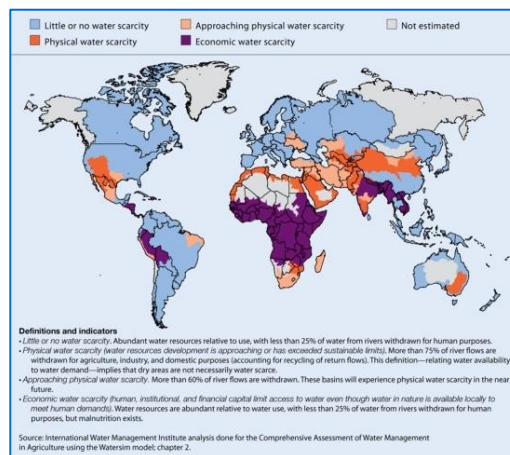 Little or no water scarcity
Approaching physical water scarcity
Not estimated
Physical water scarcity
Economic water scarcity
Definitions and indicators
• Little or no water scarcity. Abundant water resources relative to use, with less than 25% of water from rivers withdrawn for human purposes.
• Physical water scarcity (water resources development is approaching or has exceeded sustainable limits). More than 75% of river flows are
withdrawn for agriculture, industry, and domestic purposes (accounting for recycling of return flows). This definition—relating water availability
to water demand—implies that dry areas are not necessarily water scarce.
• Approaching physical water scarcity. More than 60% of river flows are withdrawn. These basins will experience physical water scarcity in the near
future.
• Economic water scarcity (human, institutional, and financial capital limit access to water even though water in nature is available locally to
meet human demands). Water resources are abundant relative to water use, with less than 25% of water from rivers withdrawn for human
purposes, but malnutrition exists.
Source: International Water Management Institute analysis done for the Comprehensive Assessment of Water Management
in Agriculture using the Watersim model; chapter 2.